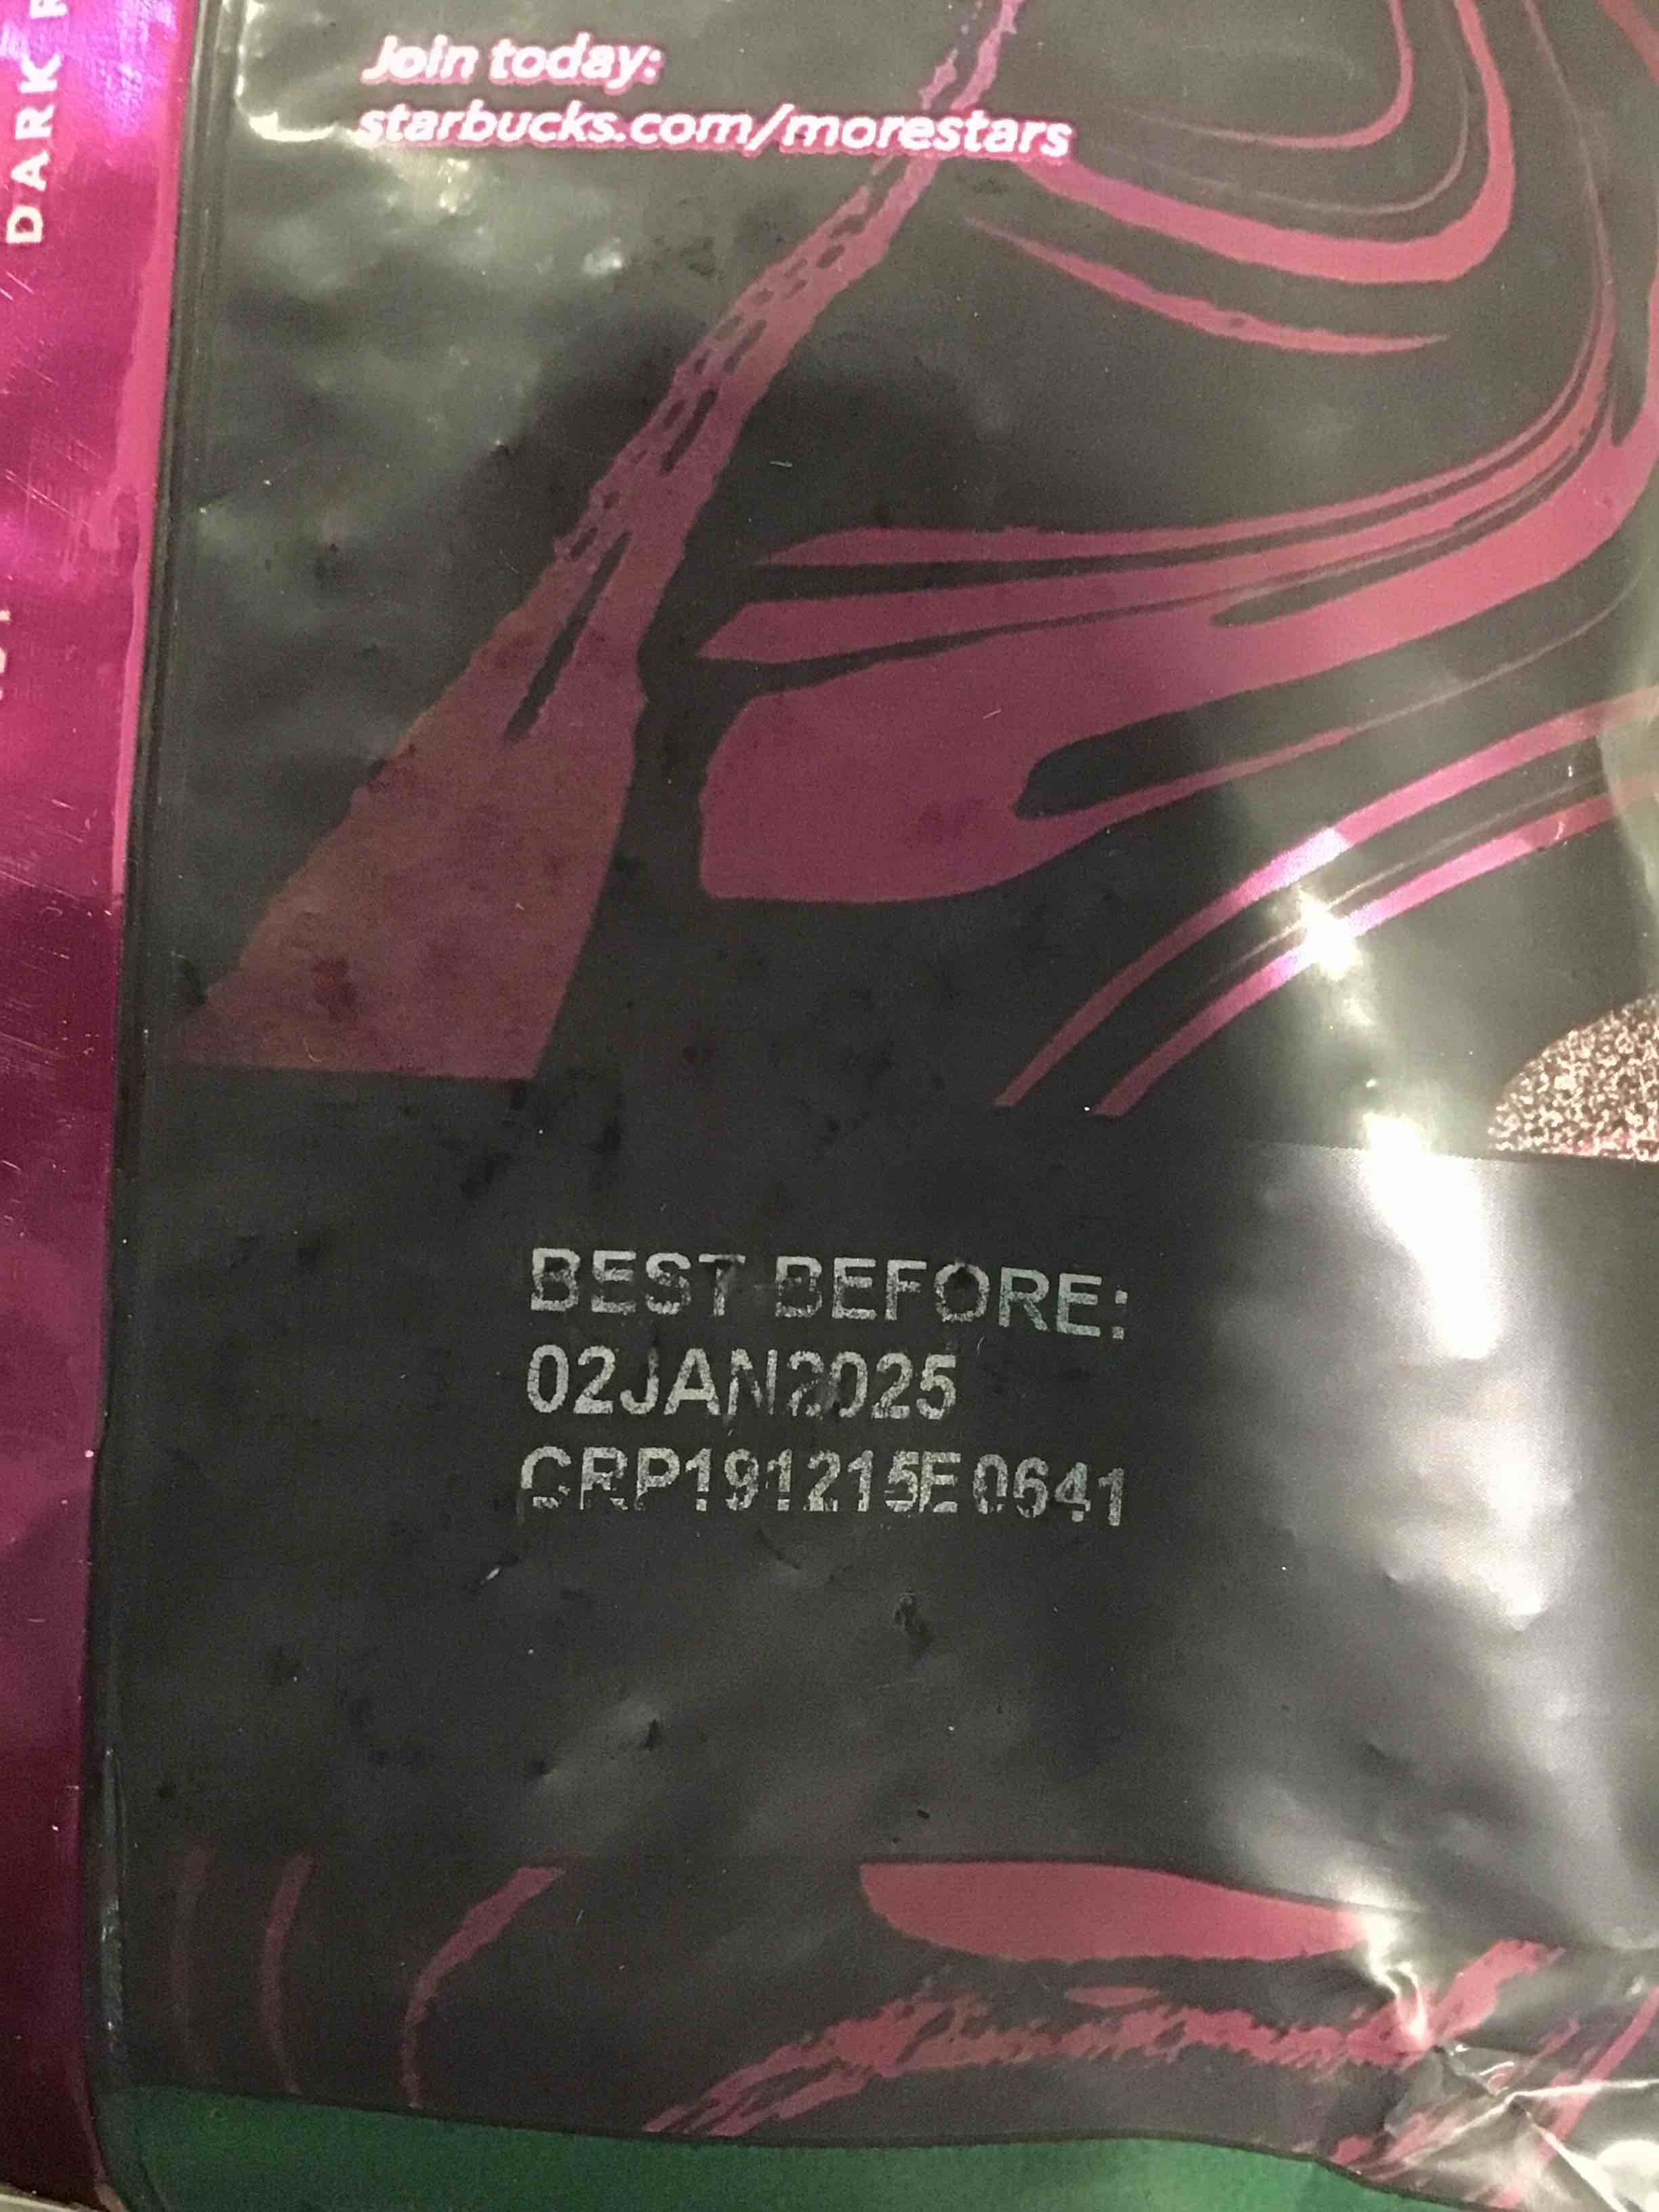 DARK
Join today:
starbucks.com/morestars
BEST BEFORE:
02JAN2025
CRP191215E0641